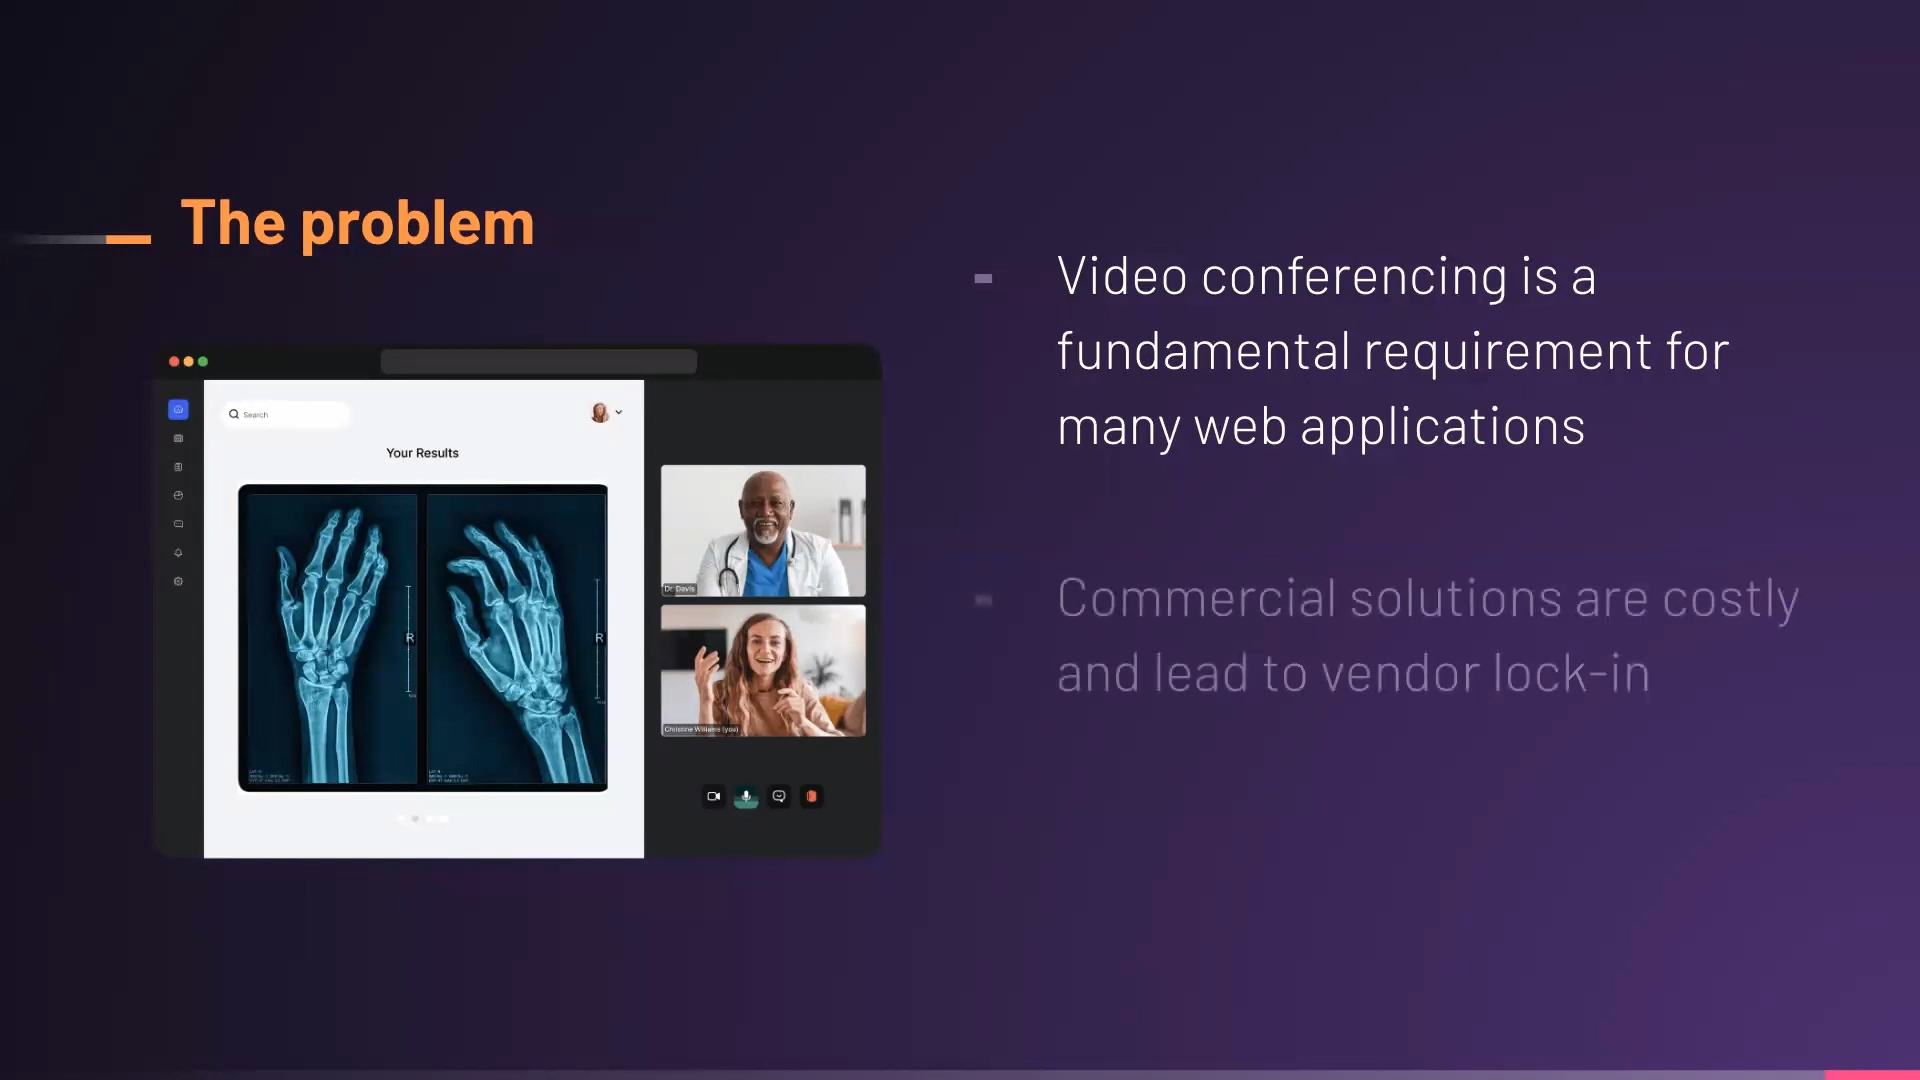 The problem
Search
Your Results
R
R
Dr. Davis
Christine Williams (you)
Video conferencing is a
fundamental requirement for
many web applications
Commercial solutions are costly
and lead to vendor lock-in